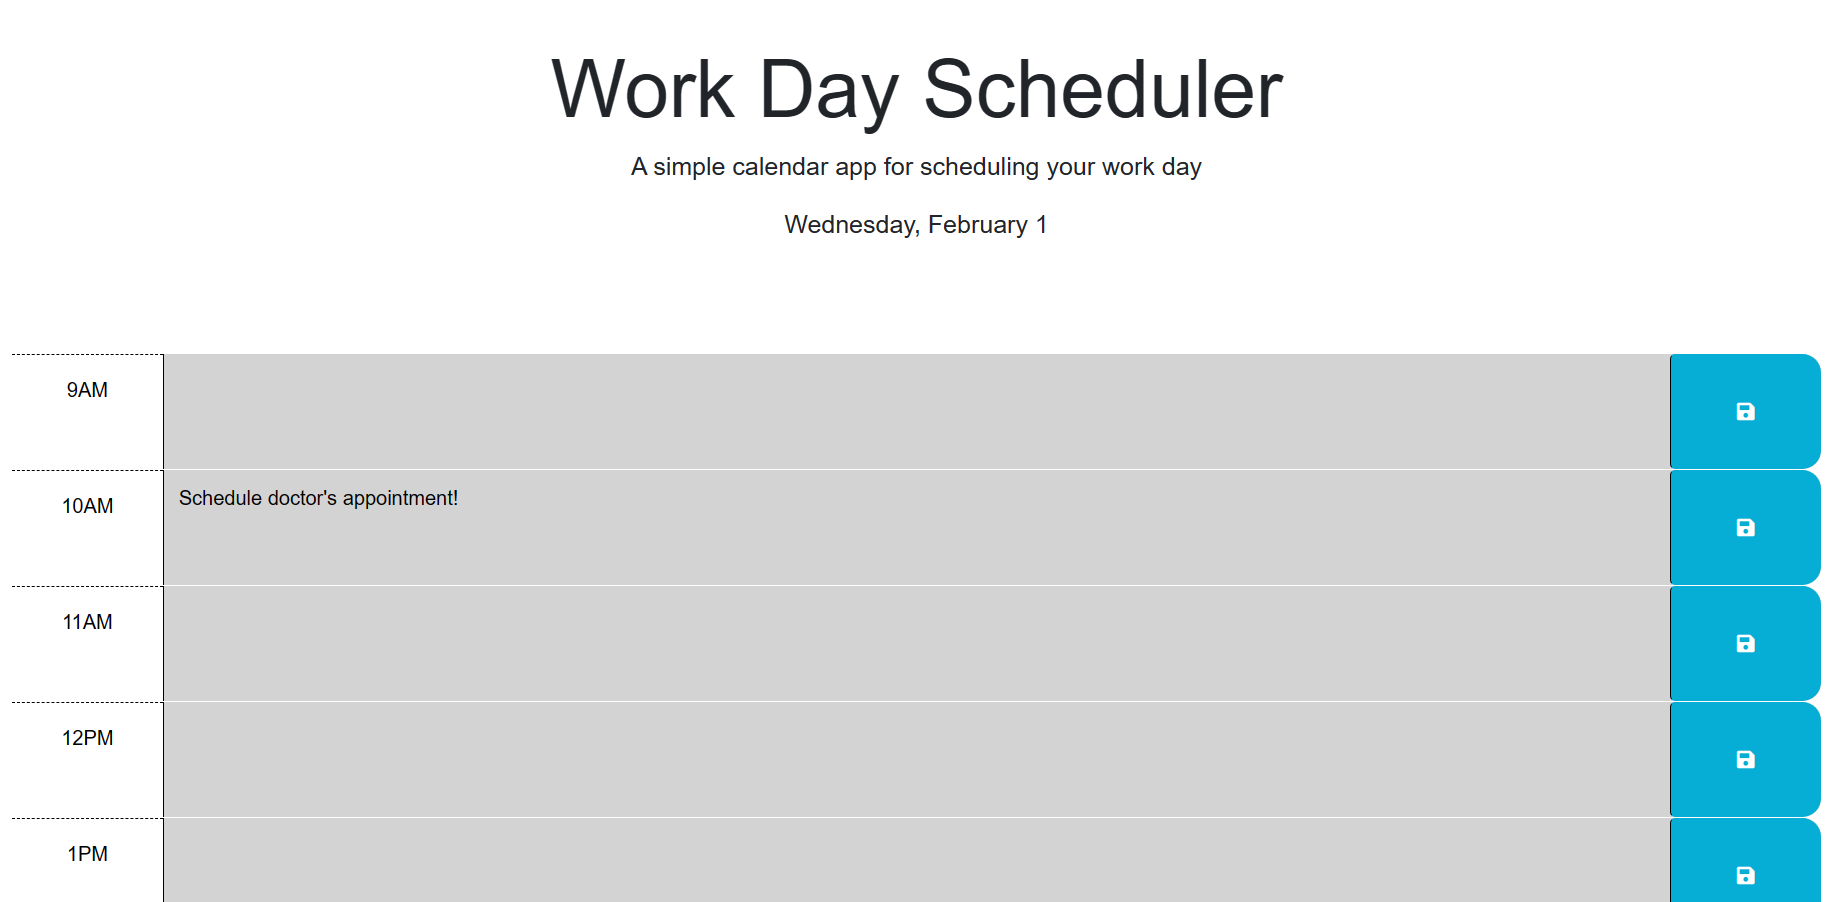 Work Day Scheduler
A simple calendar app for scheduling your work day
Wednesday, February 1
9AM
10AM
Schedule doctor's appointment!
11AM
12PM
1PM